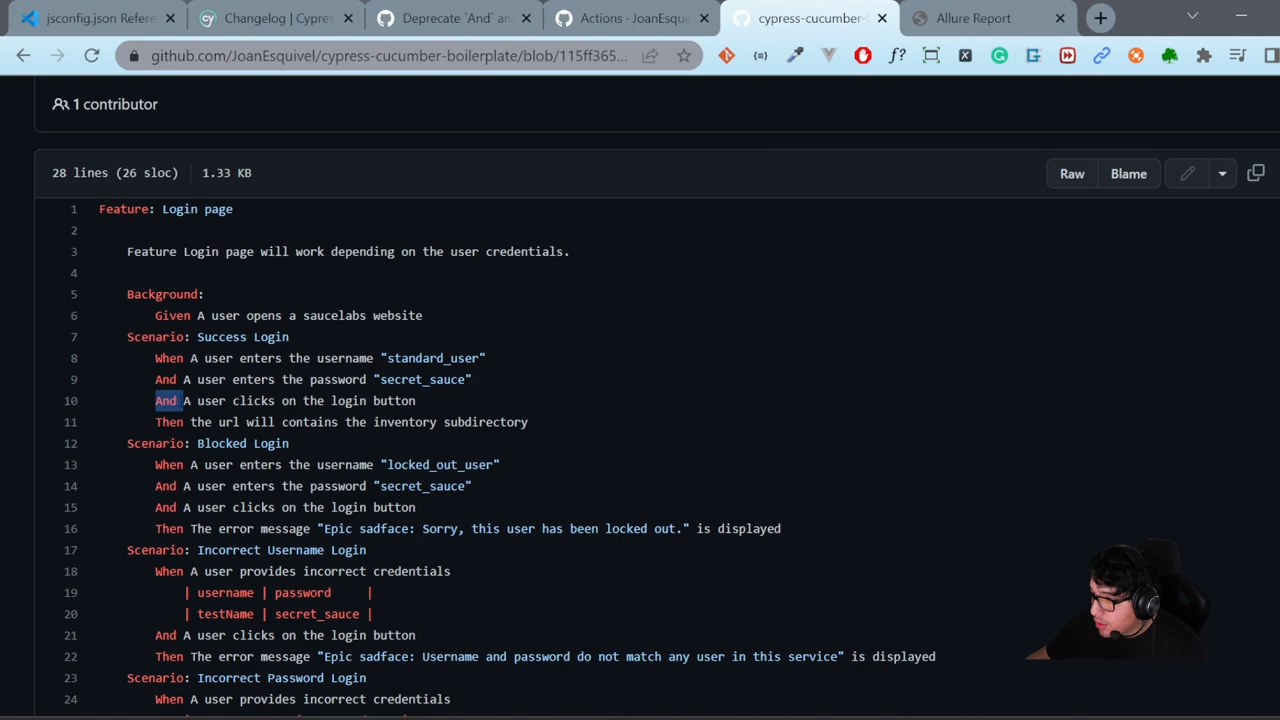 jsconfig.json Refere
Changelog | Cypres
Deprecate `And` an
Actions · JoanEsqui
cypress-cucumber-
Allure Report
github.com/JoanEsquivel/cypress-cucumber-boilerplate/blob/115ff365...
1 contributor
28 lines (26 sloc)
1.33 KB
Raw
Blame
1 Feature: Login page
2
3 Feature Login page will work depending on the user credentials.
4
5 Background:
6 Given A user opens a saucelabs website
7 Scenario: Success Login
8 When A user enters the username "standard_user"
9 And A user enters the password "secret_sauce"
10 And A user clicks on the login button
11 Then the url will contains the inventory subdirectory
12 Scenario: Blocked Login
13 When A user enters the username "locked_out_user"
14 And A user enters the password "secret_sauce"
15 And A user clicks on the login button
16 Then The error message "Epic sadface: Sorry, this user has been locked out." is displayed
17 Scenario: Incorrect Username Login
18 When A user provides incorrect credentials
19 | username | password |
20 | testName | secret_sauce |
21 And A user clicks on the login button
22 Then The error message "Epic sadface: Username and password do not match any user in this service" is displayed
23 Scenario: Incorrect Password Login
24 When A user provides incorrect credentials